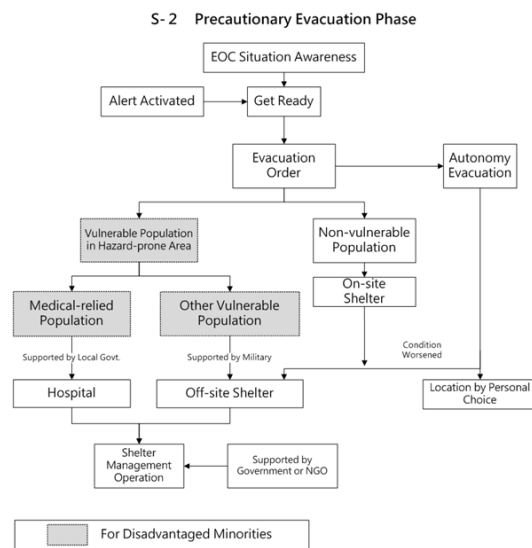 S- 2 Precautionary Evacuation Phase
EOC Situation Awareness
Alert Activated
Get Ready
Evacuation
Order
Autonomy
Evacuation
Vulnerable Population
in Hazard-prone Area
Non-vulnerable
Population
On-site
Shelter
Medical-relied
Population
Other Vulnerable
Population
Supported by Local Govt.
Supported by Military
Condition
Worsened
Hospital
Off-site Shelter
Location by Personal
Choice
Shelter
Management
Operation
Supported by
Government or NGO
For Disadvantaged Minorities